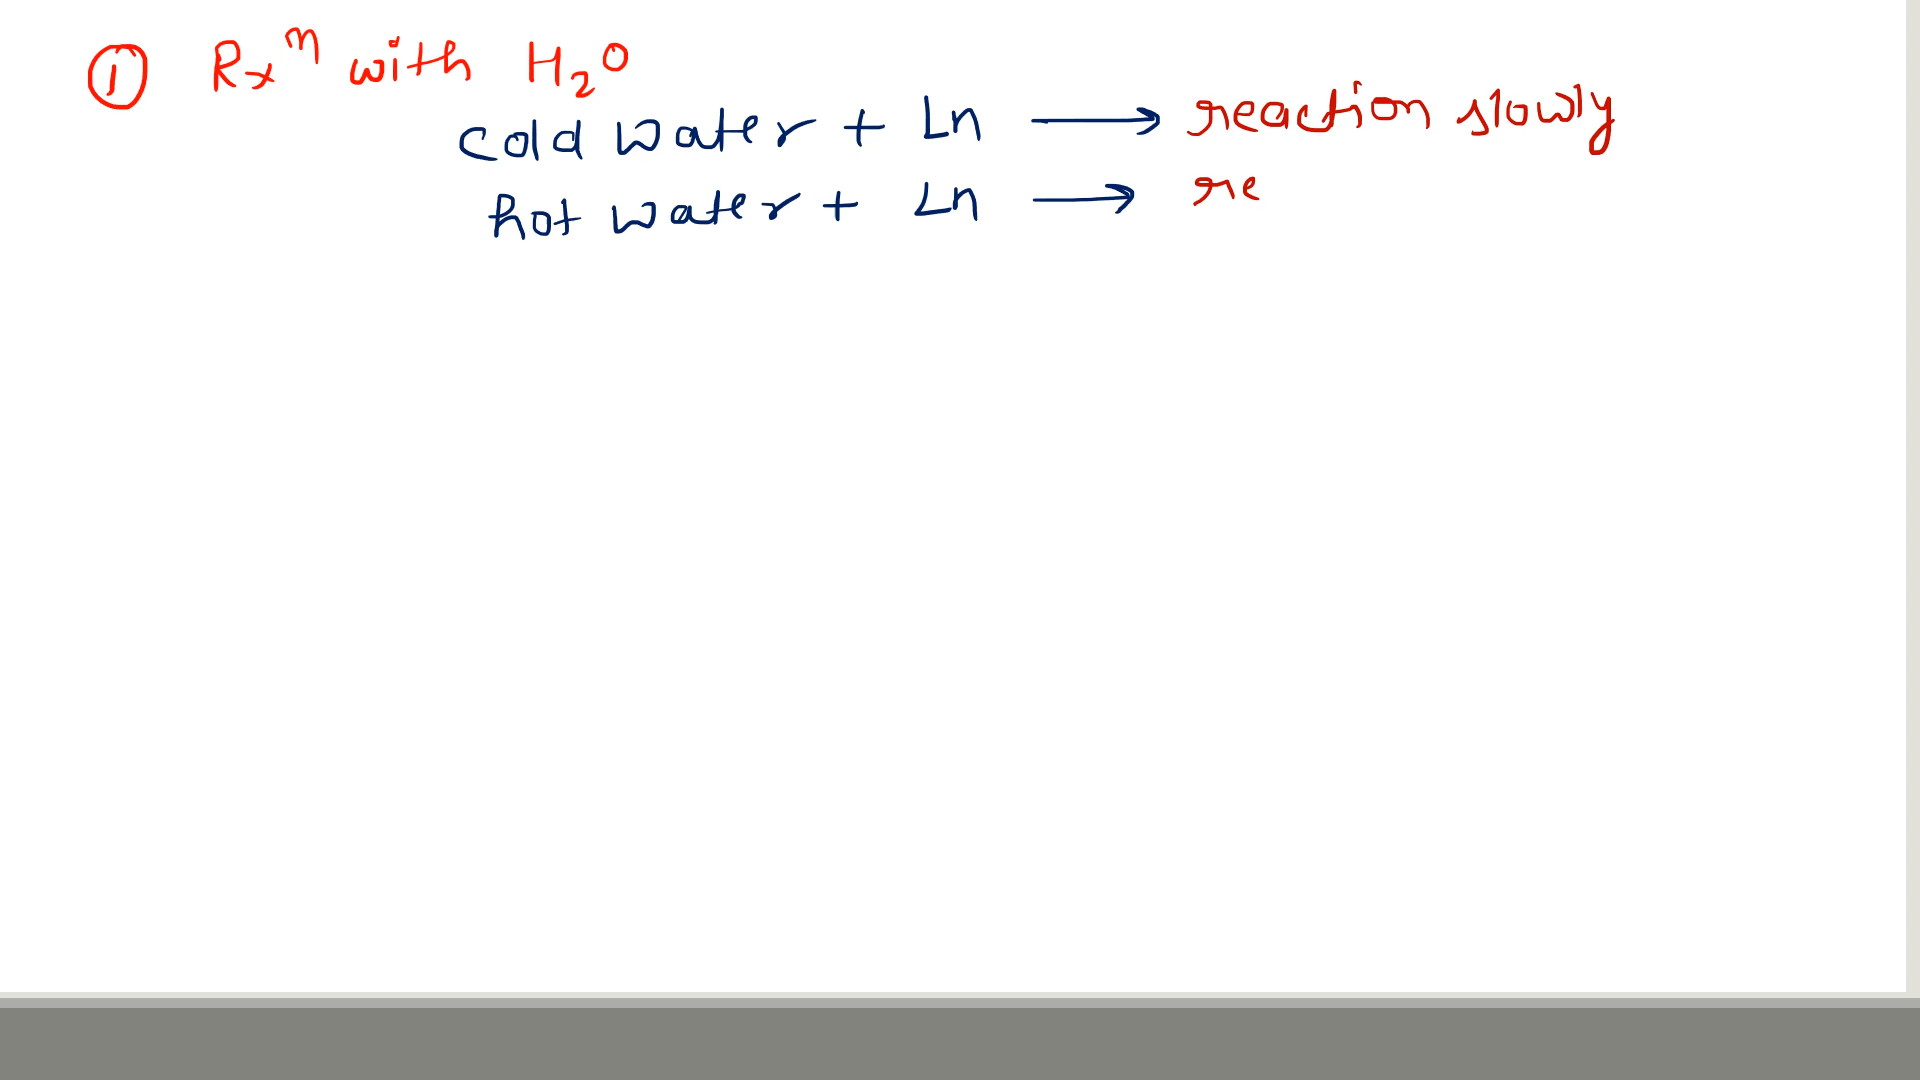 ① Rxⁿ with H₂O
cold water + Ln ⟶ reaction slowly
hot water + Ln ⟶ re